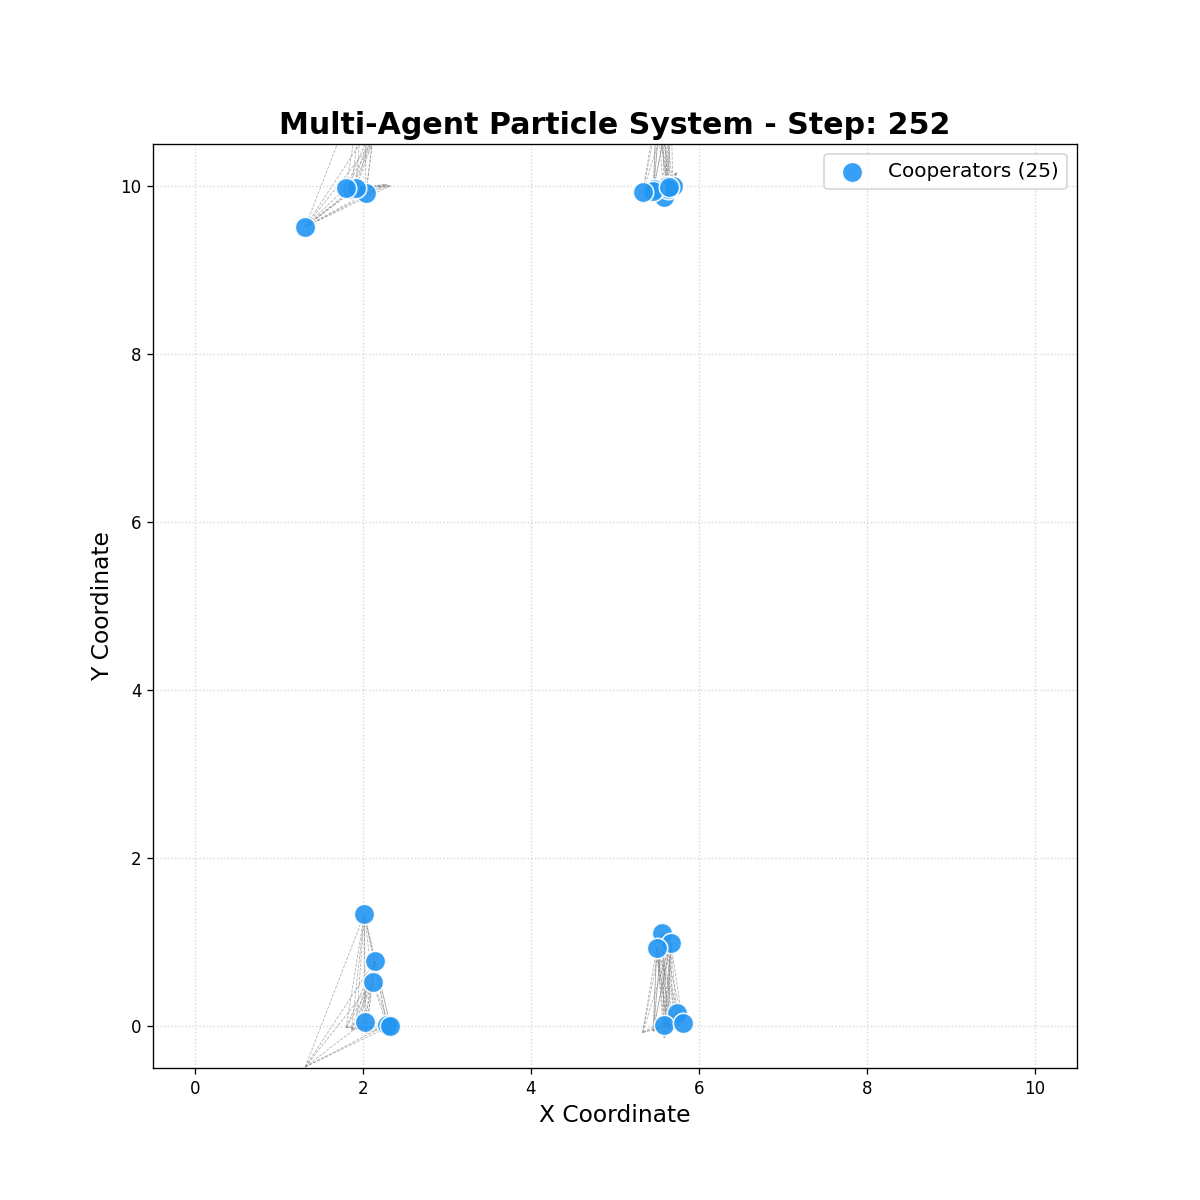 Multi-Agent Particle System - Step: 252
Cooperators (25)
10
8
6
4
2
0
Y Coordinate
0 2 4 6 8 10
X Coordinate